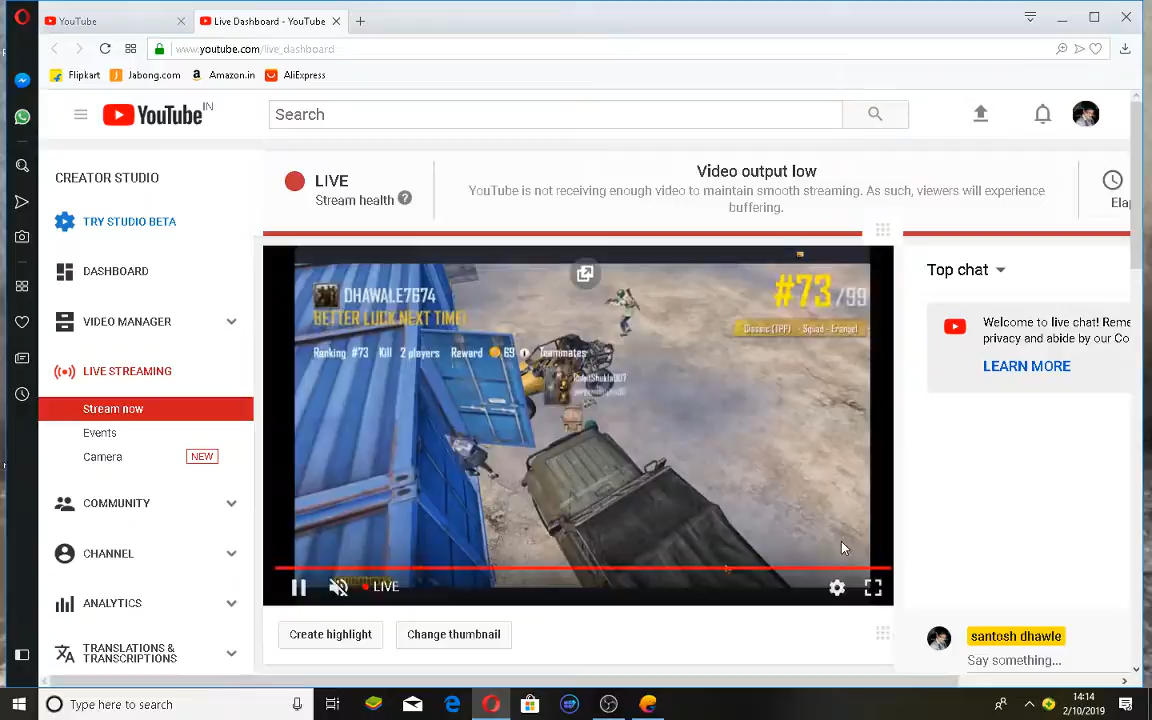 YouTube
Live Dashboard - YouTube
www.youtube.com/live_dashboard
Flipkart
Jabong.com
Amazon.in
AliExpress
YouTube IN
Search
CREATOR STUDIO
TRY STUDIO BETA
DASHBOARD
VIDEO MANAGER
LIVE STREAMING
Stream now
Events
Camera
NEW
COMMUNITY
CHANNEL
ANALYTICS
TRANSLATIONS &
TRANSCRIPTIONS
LIVE
Stream health ?
Video output low
YouTube is not receiving enough video to maintain smooth streaming. As such, viewers will experience
buffering.
Elap
DHAWALE7674
BETTER LUCK NEXT TIME!
Ranking #73 Kill 2 players Reward 69 Teammates
#73/99
Classic (TPP) - Squad - Erangel
LIVE
Create highlight
Change thumbnail
Top chat
Welcome to live chat! Reme
privacy and abide by our Co
LEARN MORE
santosh dhawle
Say something...
Type here to search
14:14
2/10/2019